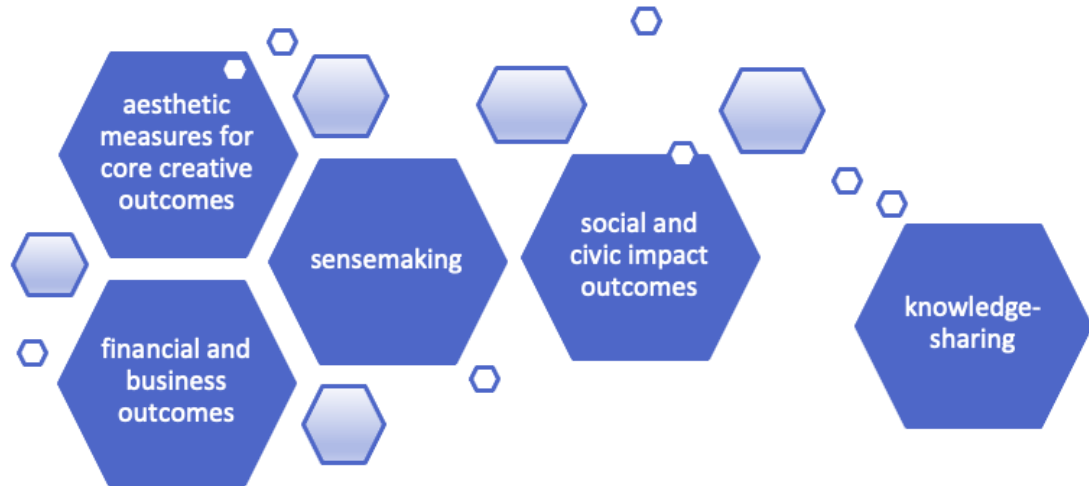 aesthetic
measures for
core creative
outcomes
financial and
business
outcomes
sensemaking
social and
civic impact
outcomes
knowledge-
sharing